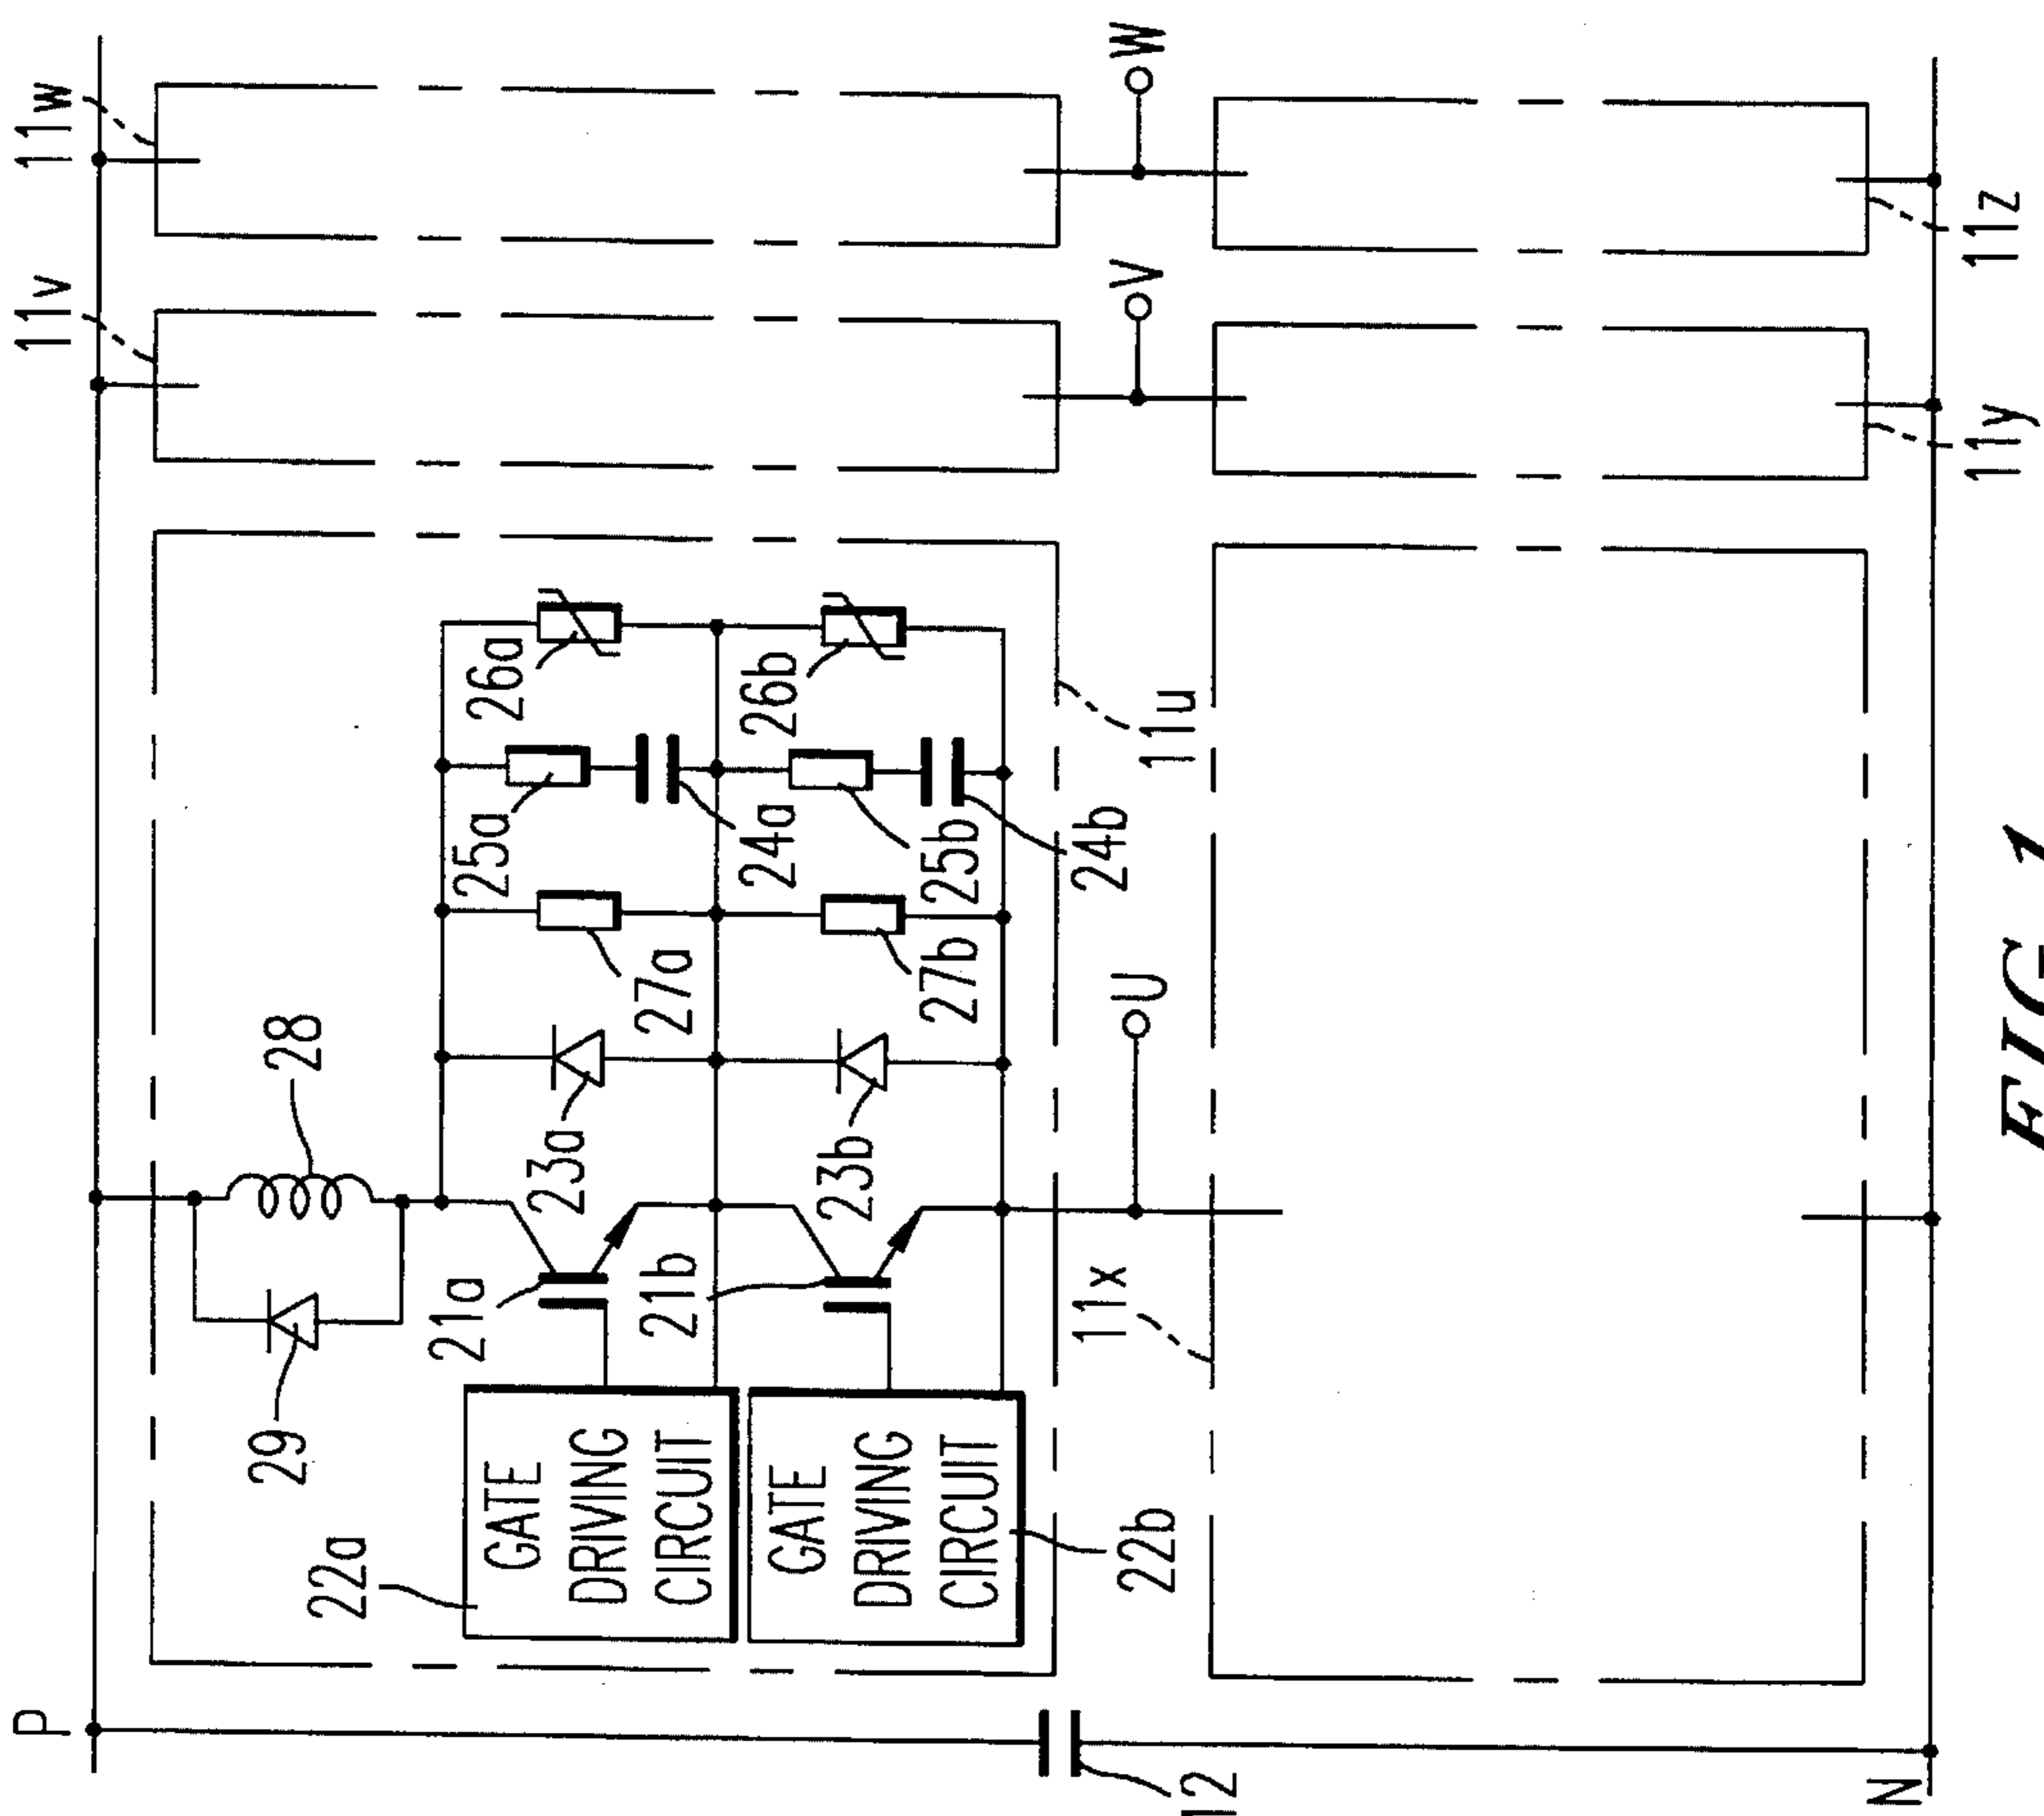 P
11v
11w
28
29
22a
21a
23a
27a
25a
26a
GATE
DRIVING
CIRCUIT
24a
21b
23b
27b
25b
26b
GATE
DRIVING
CIRCUIT
24b
22b
11u
12
11x
U
V
W
N
11y
11z
FIG. 1